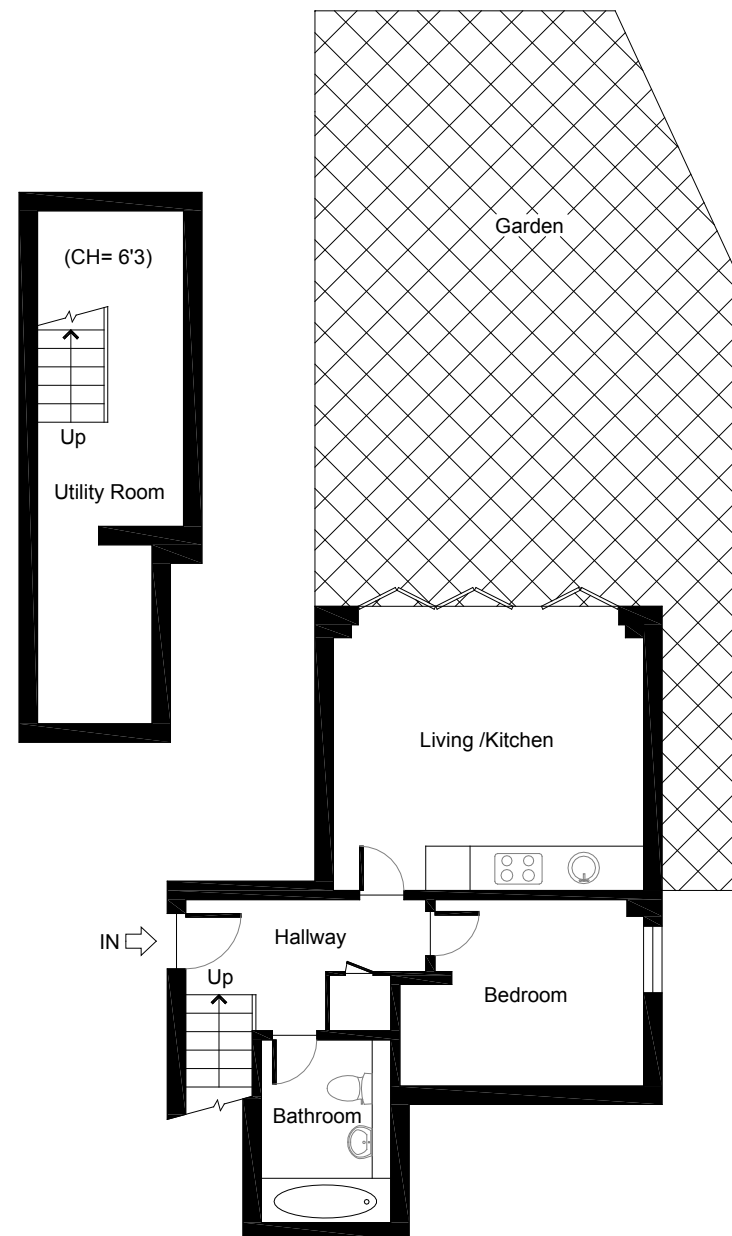 Garden
(CH= 6'3)
Up
Utility Room
Living /Kitchen
IN
Hallway
Up
Bedroom
Bathroom